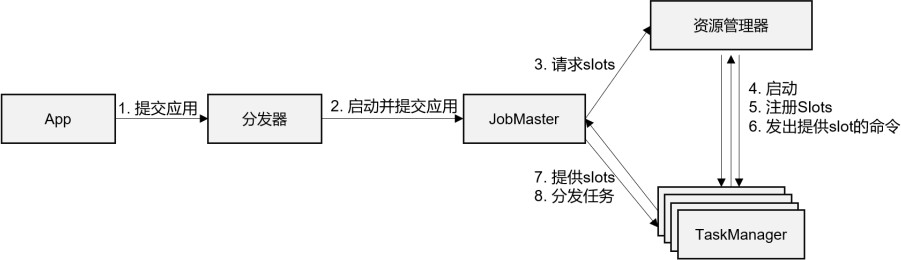 资源管理器
3. 请求slots
4. 启动
5. 注册Slots
6. 发出提供slot的命令
1. 提交应用
2. 启动并提交应用
App
分发器
JobMaster
7. 提供slots
8. 分发任务
TaskManager